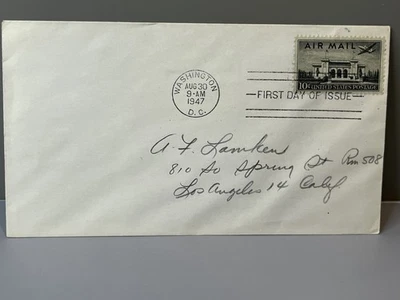 AIR MAIL
10¢ UNITED STATES POSTAGE
WASHINGTON
AUG 30
9-AM
1947
D.C.
FIRST DAY OF ISSUE
A F Lamken
810 So Spring St Rm 508
Los Angeles 14 Calif